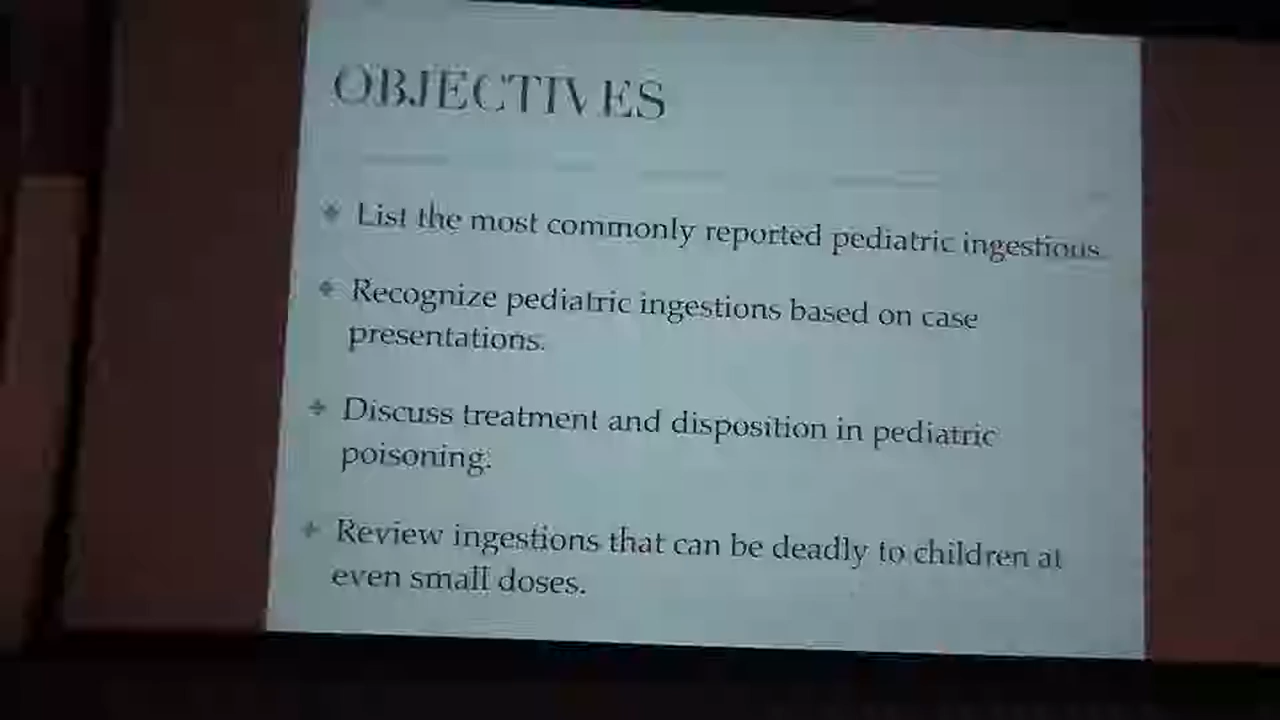 OBJECTIVES
List the most commonly reported pediatric ingestions.
Recognize pediatric ingestions based on case
presentations.
Discuss treatment and disposition in pediatric
poisoning.
Review ingestions that can be deadly to children at
even small doses.